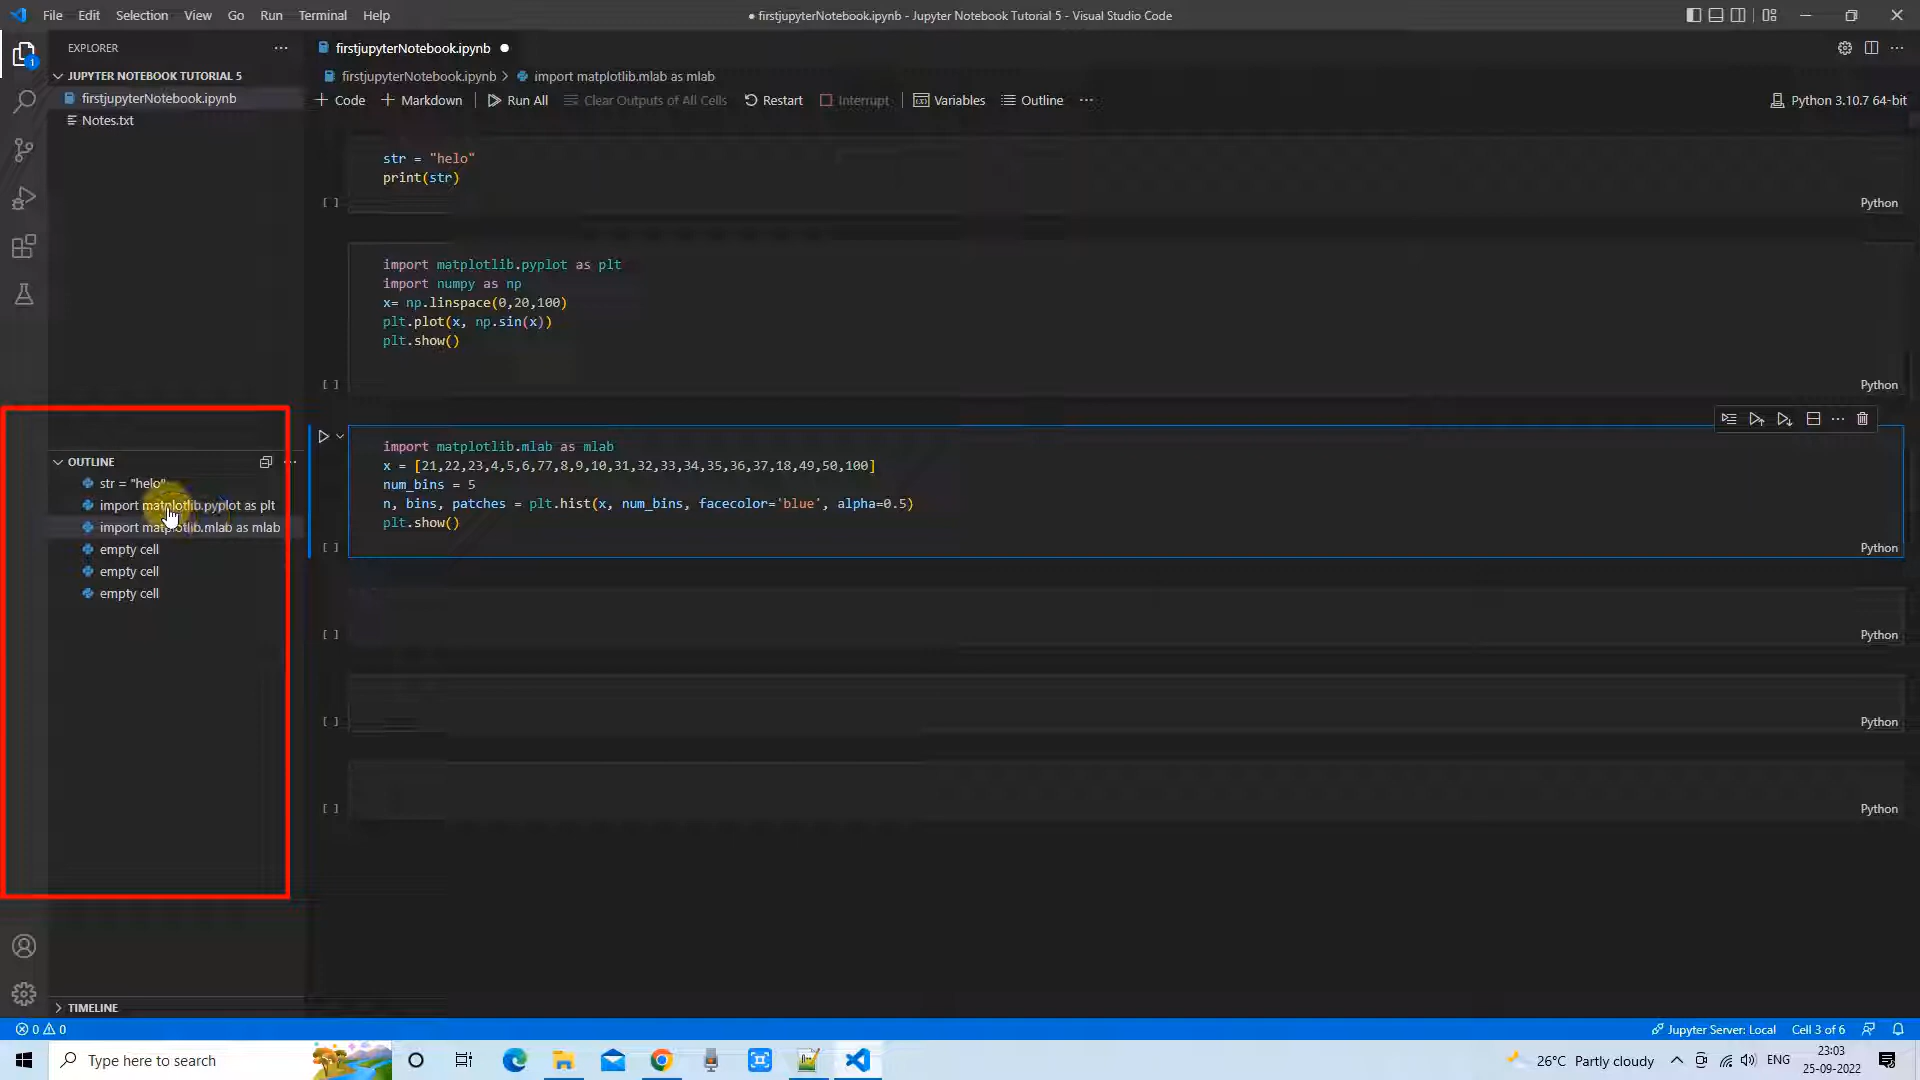 File Edit Selection View Go Run Terminal Help
● firstjupyterNotebook.ipynb - Jupyter Notebook Tutorial 5 - Visual Studio Code
EXPLORER
1
JUPYTER NOTEBOOK TUTORIAL 5
firstjupyterNotebook.ipynb
Notes.txt
OUTLINE
str = "helo"
import matplotlib.pyplot as plt
import matplotlib.mlab as mlab
empty cell
empty cell
empty cell
TIMELINE
firstjupyterNotebook.ipynb ●
firstjupyterNotebook.ipynb > import matplotlib.mlab as mlab
+ Code + Markdown Run All Clear Outputs of All Cells Restart Interrupt Variables Outline ···
Python 3.10.7 64-bit
str = "helo"
print(str)
[ ]
Python
import matplotlib.pyplot as plt
import numpy as np
x= np.linspace(0,20,100)
plt.plot(x, np.sin(x))
plt.show()
[ ]
Python
import matplotlib.mlab as mlab
x = [21,22,23,4,5,6,77,8,9,10,31,32,33,34,35,36,37,18,49,50,100]
num_bins = 5
n, bins, patches = plt.hist(x, num_bins, facecolor='blue', alpha=0.5)
plt.show()
[ ]
Python
[ ]
Python
[ ]
Python
[ ]
Python
0 0
Jupyter Server: Local Cell 3 of 6
Type here to search
26°C Partly cloudy
ENG
23:03
25-09-2022